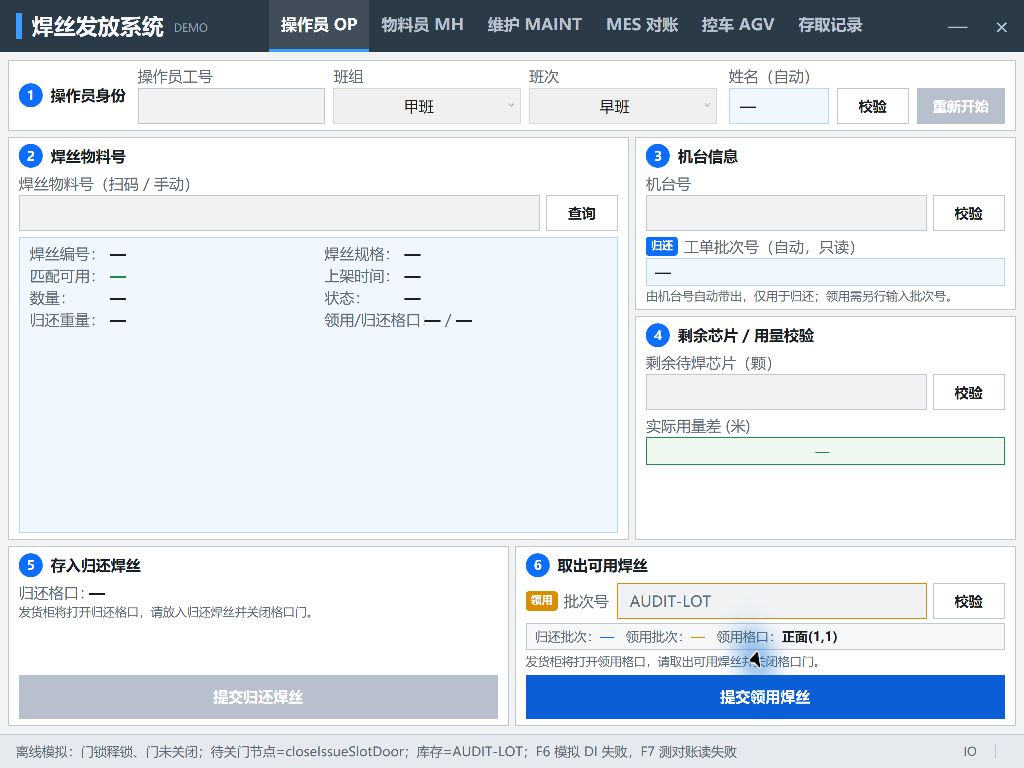 焊丝发放系统 DEMO 操作员 OP 物料员 MH 维护 MAINT MES 对账 控车 AGV 存取记录
1 操作员身份
操作员工号 班组 班次 姓名（自动）
甲班 早班 — 校验 重新开始
2 焊丝物料号
焊丝物料号（扫码 / 手动）
查询
焊丝编号： — 焊丝规格： —
匹配可用： — 上架时间： —
数量： — 状态： —
归还重量： — 领用/归还格口 — / —
3 机台信息
机台号
校验
归还 工单批次号（自动，只读）
—
由机台号自动带出，仅用于归还；领用需另行输入批次号。
4 剩余芯片 / 用量校验
剩余待焊芯片（颗）
校验
实际用量差 (米)
—
5 存入归还焊丝
归还格口：—
发货柜将打开归还格口，请放入归还焊丝并关闭格口门。
提交归还焊丝
6 取出可用焊丝
领用 批次号 AUDIT-LOT 校验
归还批次： — 领用批次： — 领用格口： 正面(1,1)
发货柜将打开领用格口，请取出可用焊丝并关闭格口门。
提交领用焊丝
离线模拟：门锁释锁、门未关闭；待关门节点=closeIssueSlotDoor；库存=AUDIT-LOT；F6 模拟 DI 失败，F7 测对账读失败 IO